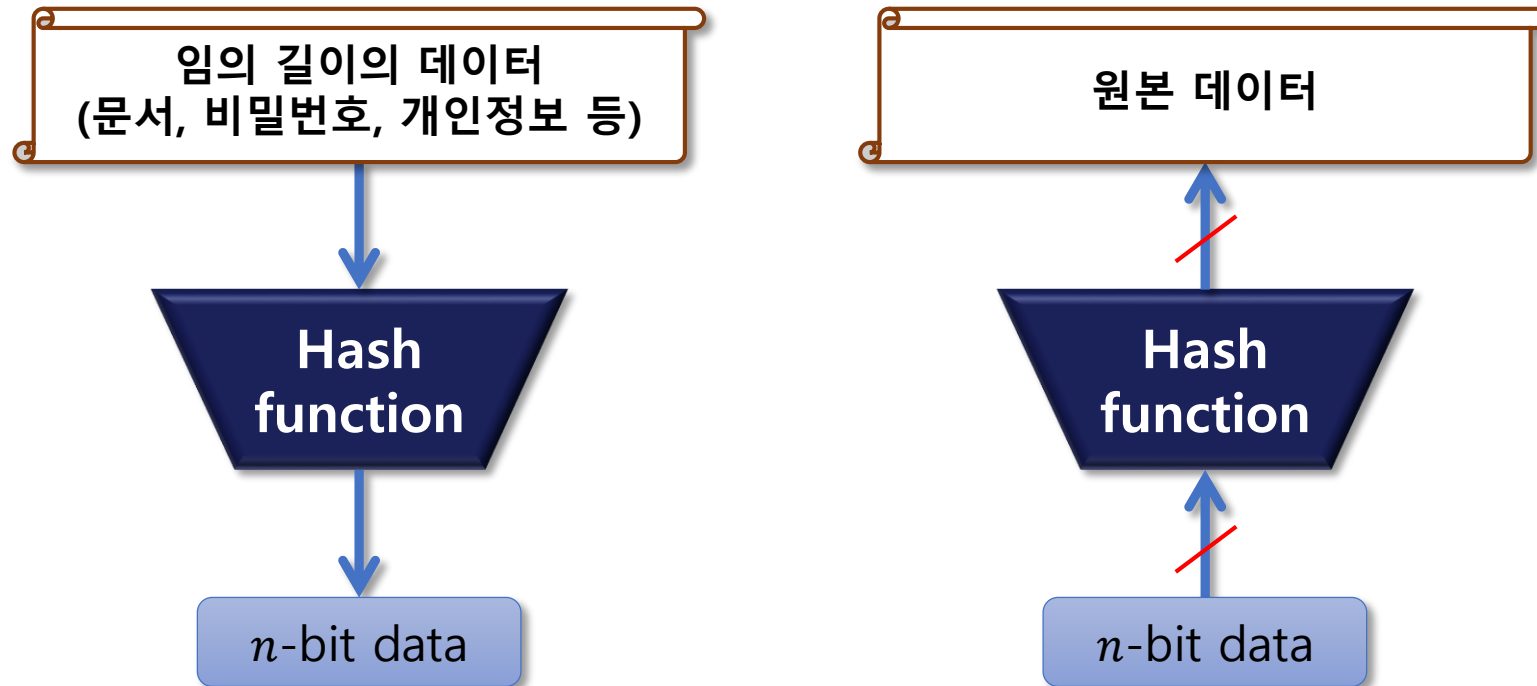 임의 길이의 데이터
(문서, 비밀번호, 개인정보 등)
Hash
function
n-bit data
원본 데이터
Hash
function
n-bit data